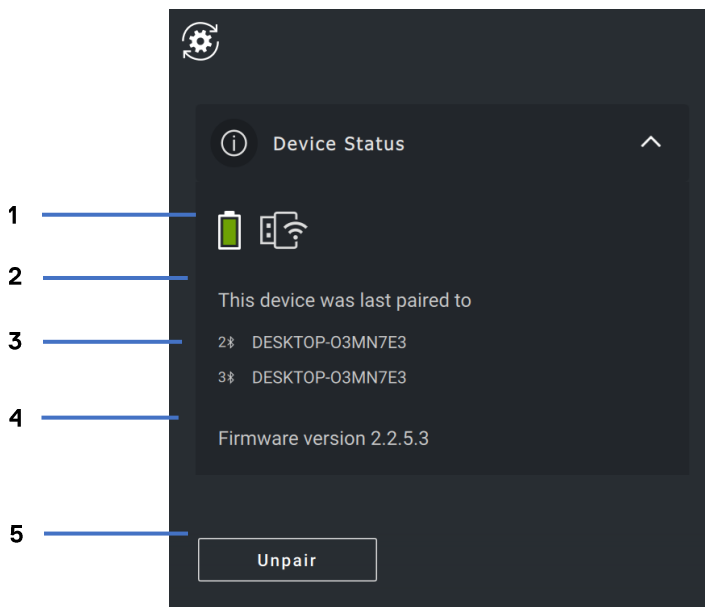 Device Status
1
2
This device was last paired to
3
2 DESKTOP-O3MN7E3
3 DESKTOP-O3MN7E3
4
Firmware version 2.2.5.3
5
Unpair